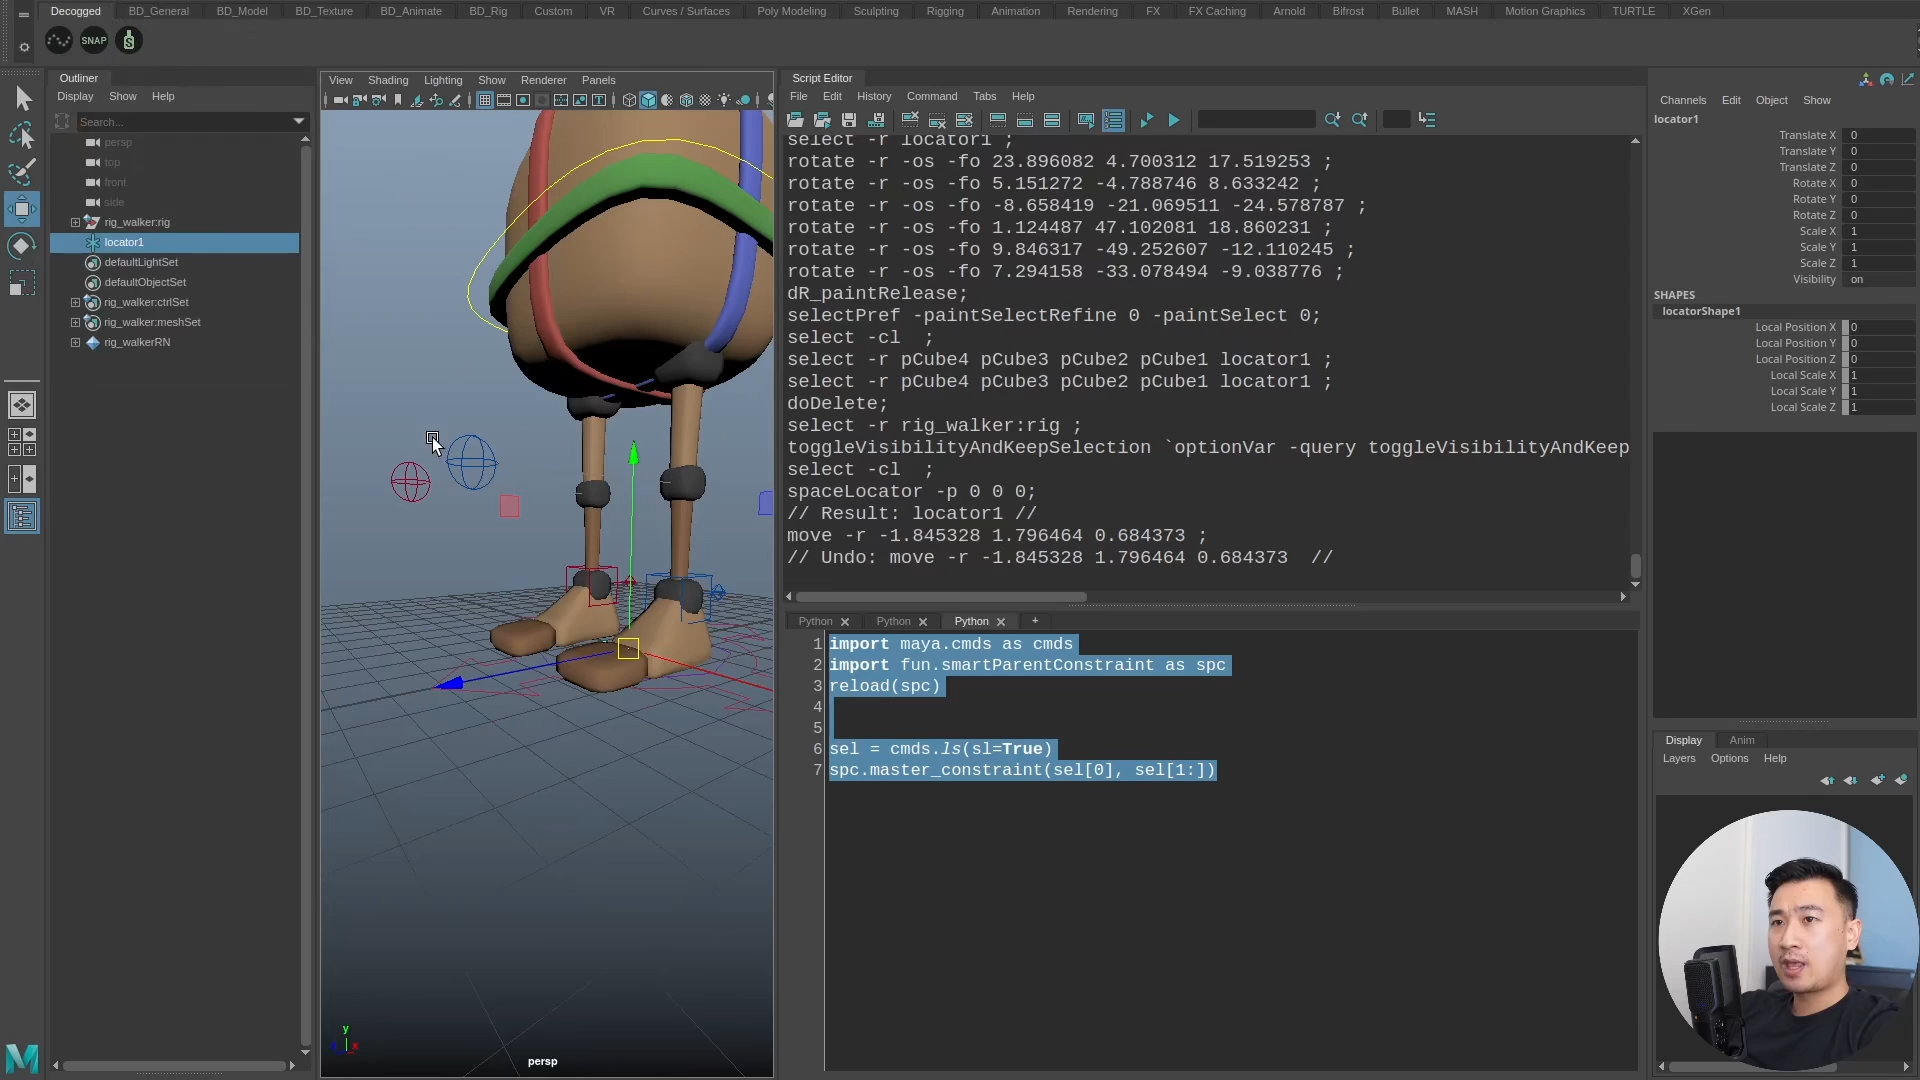 Decogged BD_General BD_Model BD_Texture BD_Animate BD_Rig Custom VR Curves / Surfaces Poly Modeling Sculpting Rigging Animation Rendering FX FX Caching Arnold Bifrost Bullet MASH Motion Graphics TURTLE XGen
SNAP
Outliner
Display Show Help
Search...
persp
top
front
side
rig_walker:rig
locator1
defaultLightSet
defaultObjectSet
rig_walker:ctrlSet
rig_walker:meshSet
rig_walkerRN
View Shading Lighting Show Renderer Panels
y
x
persp
Script Editor
File Edit History Command Tabs Help
select -r locator1 ;
rotate -r -os -fo 23.896082 4.700312 17.519253 ;
rotate -r -os -fo 5.151272 -4.788746 8.633242 ;
rotate -r -os -fo -8.658419 -21.069511 -24.578787 ;
rotate -r -os -fo 1.124487 47.102081 18.860231 ;
rotate -r -os -fo 9.846317 -49.252607 -12.110245 ;
rotate -r -os -fo 7.294158 -33.078494 -9.038776 ;
dR_paintRelease;
selectPref -paintSelectRefine 0 -paintSelect 0;
select -cl  ;
select -r pCube4 pCube3 pCube2 pCube1 locator1 ;
select -r pCube4 pCube3 pCube2 pCube1 locator1 ;
doDelete;
select -r rig_walker:rig ;
toggleVisibilityAndKeepSelection `optionVar -query toggleVisibilityAndKeep
select -cl  ;
spaceLocator -p 0 0 0;
// Result: locator1 //
move -r -1.845328 1.796464 0.684373 ;
// Undo: move -r -1.845328 1.796464 0.684373  //
Python Python Python +
1 import maya.cmds as cmds
2 import fun.smartParentConstraint as spc
3 reload(spc)
4
5
6 sel = cmds.ls(sl=True)
7 spc.master_constraint(sel[0], sel[1:])
Channels Edit Object Show
locator1
Translate X 0
Translate Y 0
Translate Z 0
Rotate X 0
Rotate Y 0
Rotate Z 0
Scale X 1
Scale Y 1
Scale Z 1
Visibility on
SHAPES
locatorShape1
Local Position X 0
Local Position Y 0
Local Position Z 0
Local Scale X 1
Local Scale Y 1
Local Scale Z 1
Display Anim
Layers Options Help